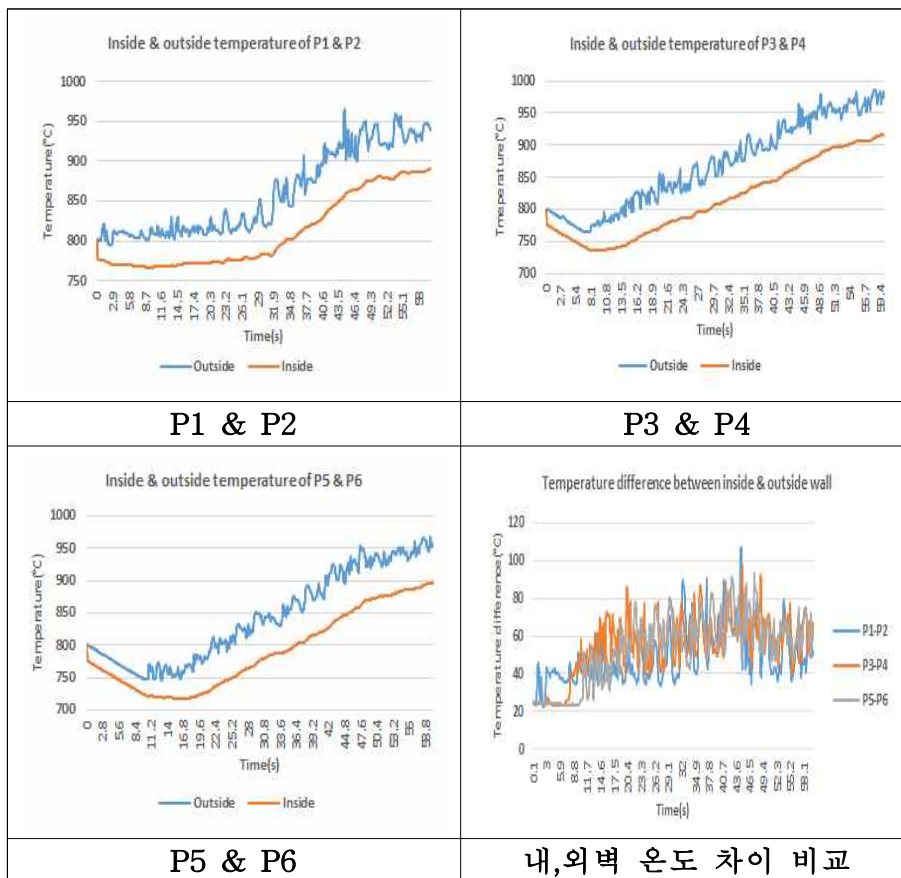 Inside & outside temperature of P1 & P2
Temperature(°C)
1000
950
900
850
800
750
0 2.9 5.8 8.7 11.6 14.5 17.4 20.3 23.2 26.1 29 31.9 34.8 37.7 40.6 43.5 46.4 49.3 52.2 55.1 58
Time(s)
Outside Inside
P1 & P2
Inside & outside temperature of P3 & P4
Tmeperature(°C)
1000
950
900
850
800
750
700
0 2.7 5.4 8.1 10.8 13.5 16.2 18.9 21.6 24.3 27 29.7 32.4 35.1 37.8 40.5 43.2 45.9 48.6 51.3 54 56.7 59.4
Time(s)
Outside Inside
P3 & P4
Inside & outside temperature of P5 & P6
Temperature(°C)
1000
950
900
850
800
750
700
0 2.8 5.6 8.4 11.2 14 16.8 19.6 22.4 25.2 28 30.8 33.6 36.4 39.2 42 44.8 47.6 50.4 53.2 56 58.8
Time(s)
Outside Inside
P5 & P6
Temperature difference between inside & outside wall
Temperature difference(°C)
120
100
80
60
40
20
0
0.1 3 5.9 8.8 11.7 14.6 17.5 20.4 23.3 26.2 29.1 32 34.9 37.8 40.7 43.6 46.5 49.4 52.3 55.2 58.1
Time(s)
P1-P2
P3-P4
P5-P6
내,외벽 온도 차이 비교